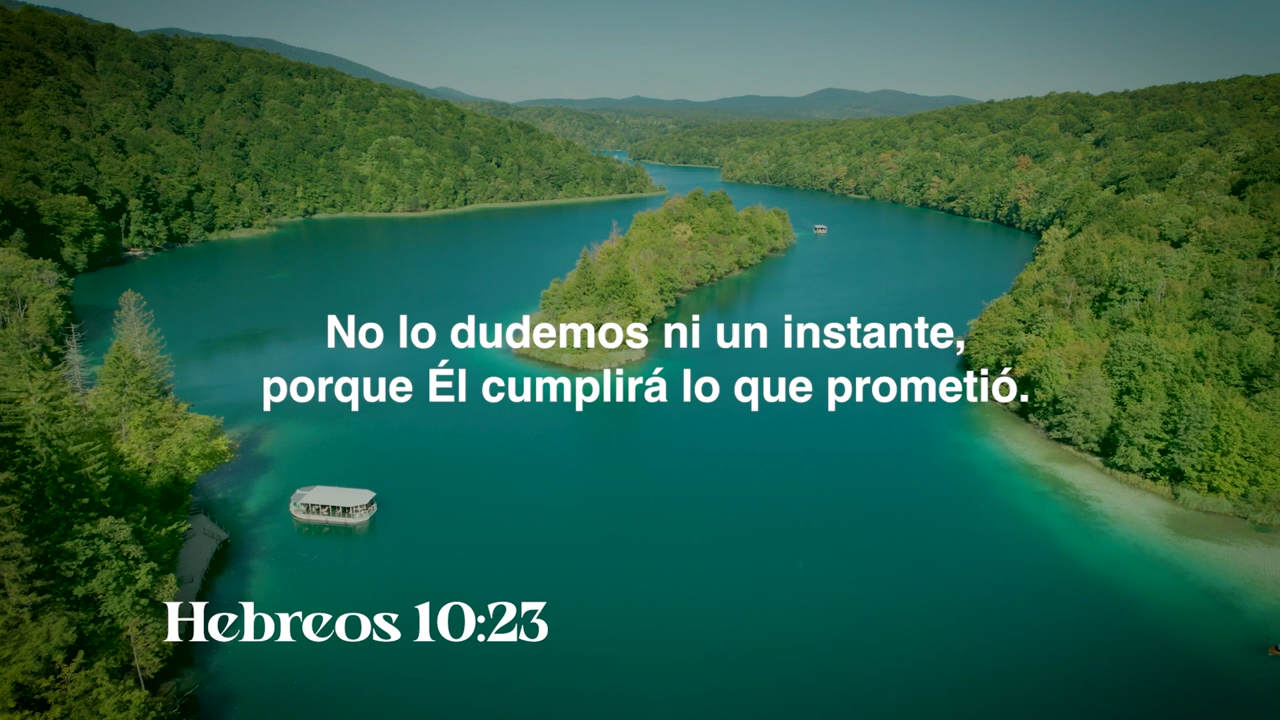 No lo dudemos ni un instante,
porque Él cumplirá lo que prometió.
Hebreos 10:23